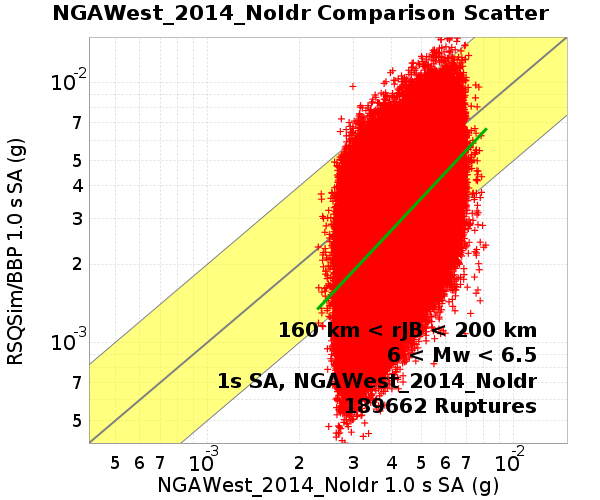 NGAWest_2014_NoIdr Comparison Scatter
RSQSim/BBP 1.0 s SA (g)
10-2
7
5
4
3
2
10-3
7
5
160 km < rJB < 200 km
6 < Mw < 6.5
1s SA, NGAWest_2014_NoIdr
189662 Ruptures
5 6 7 10-3 2 3 4 5 6 7 10-2
NGAWest_2014_NoIdr 1.0 s SA (g)